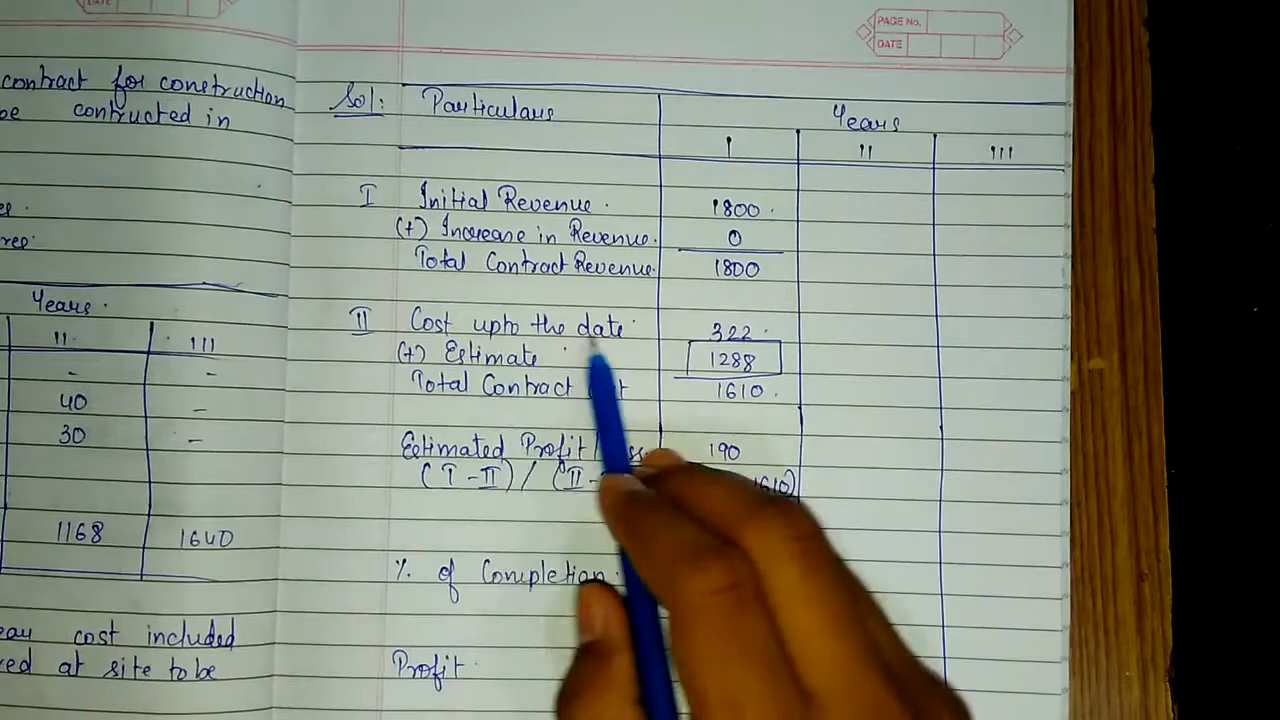 DATE
contract for construction
be contructed in
Years.
II III
- -
40 -
30 -
1168 1640
cost included
at site to be
PAGE No.
DATE
Sol: Particulars Years
I II III
I Initial Revenue. 1800.
(+) Increase in Revenue. 0
Total Contract Revenue. 1800
II Cost upto the date 322.
(+) Estimate 1288
Total Contract 1610.
Estimated Profit 190
(I-II) / (II- 1610)
% of Completion.
Profit